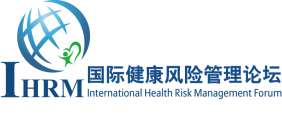 IHRM
国际健康风险管理论坛
International Health Risk Management Forum